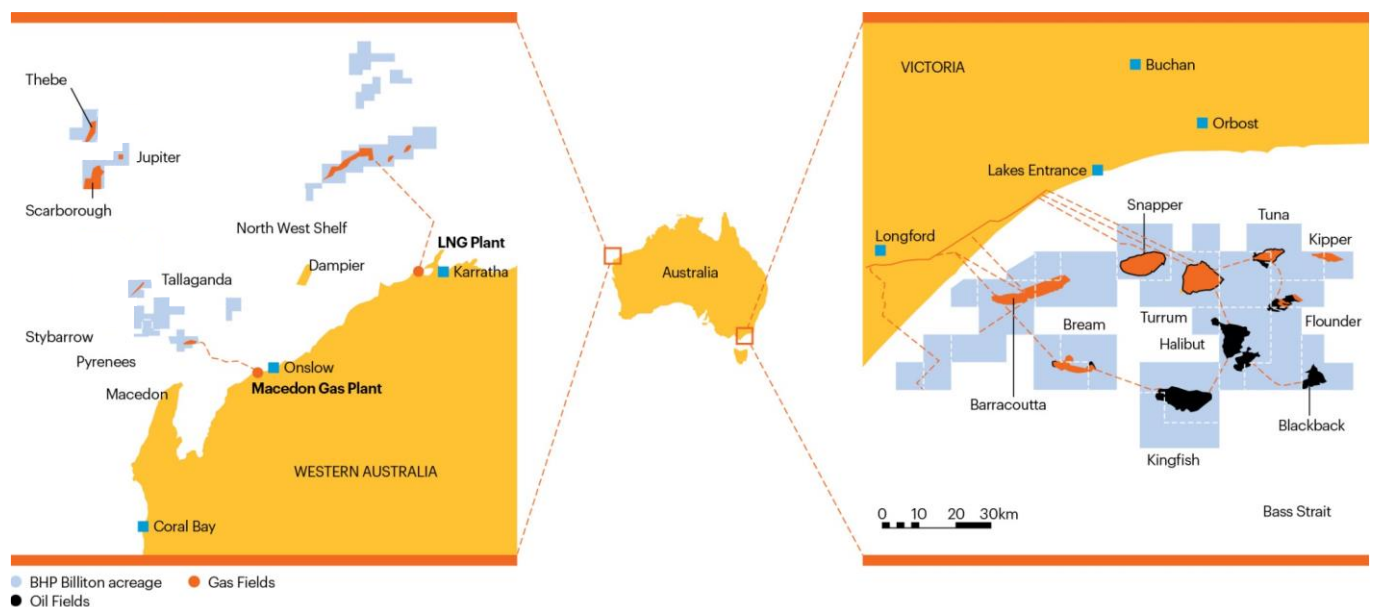 Thebe
Jupiter
Scarborough
North West Shelf
LNG Plant
Dampier
Karratha
Tallaganda
Stybarrow
Pyrenees
Onslow
Macedon
Macedon Gas Plant
WESTERN AUSTRALIA
Coral Bay
Australia
VICTORIA
Buchan
Orbost
Lakes Entrance
Snapper
Tuna
Longford
Kipper
Bream
Turrum
Flounder
Halibut
Barracoutta
Blackback
Kingfish
0 10 20 30km
Bass Strait
BHP Billiton acreage
Gas Fields
Oil Fields